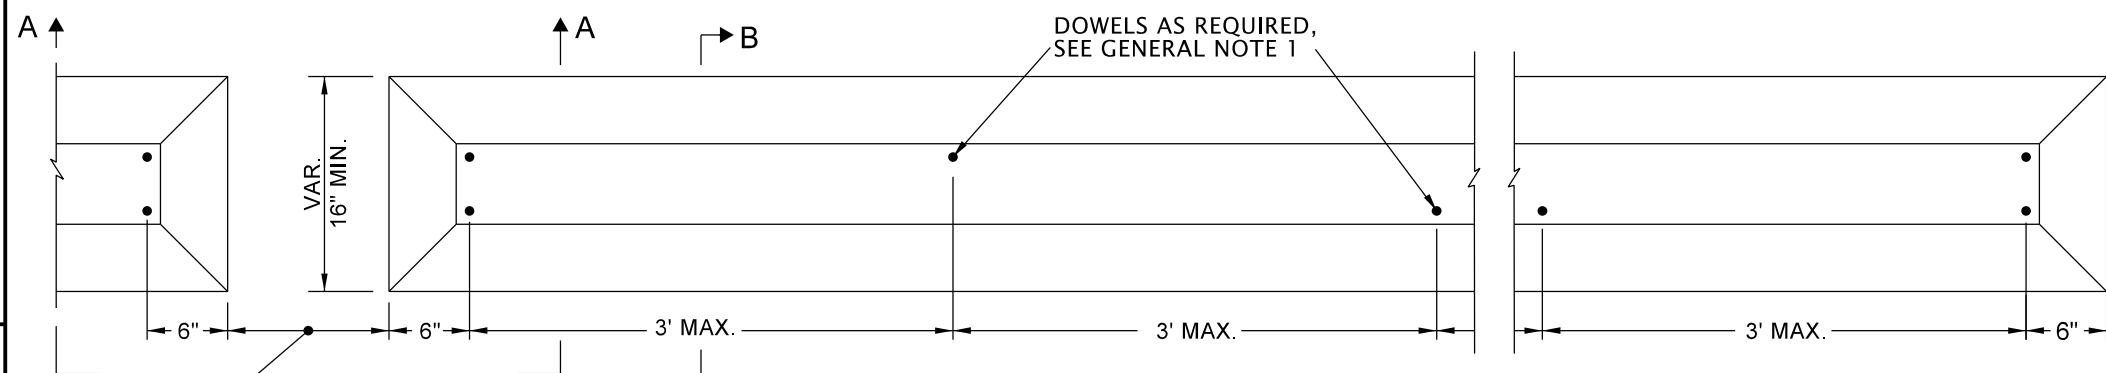 A
A
B
DOWELS AS REQUIRED,
SEE GENERAL NOTE 1
VAR.
16" MIN.
6"
6"
3' MAX.
3' MAX.
3' MAX.
6"